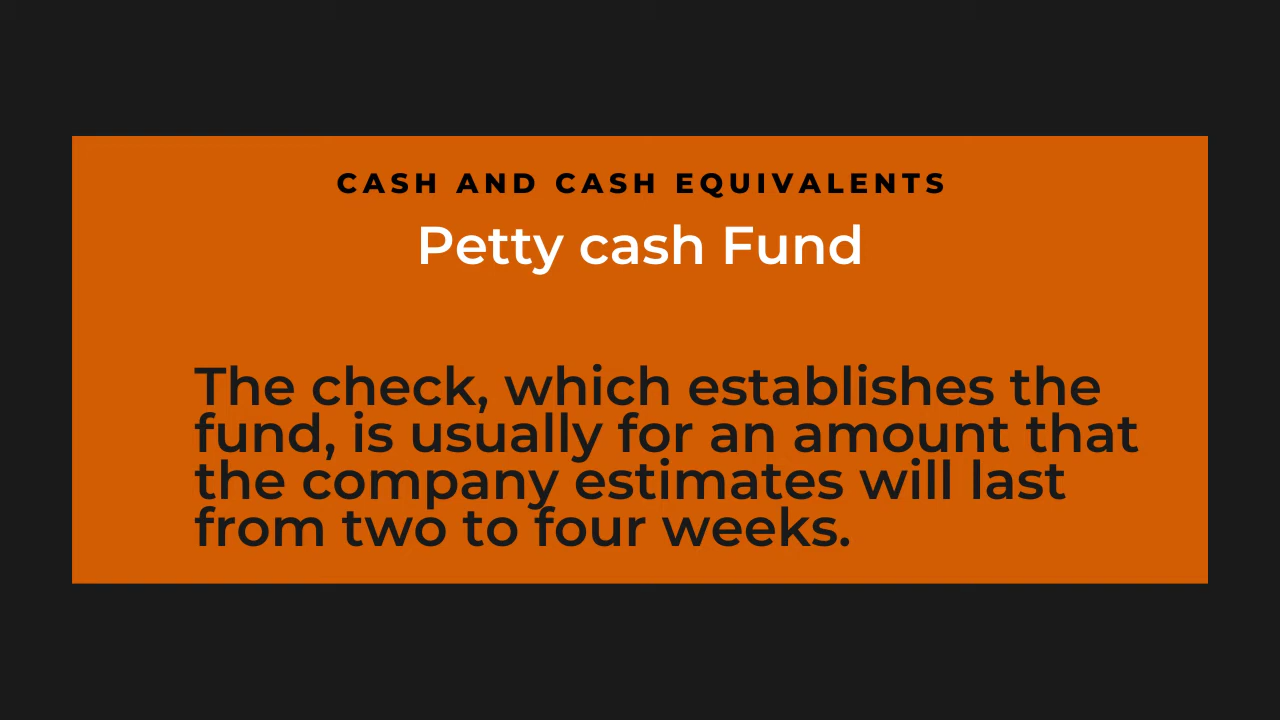 CASH AND CASH EQUIVALENTS
Petty cash Fund
The check, which establishes the
fund, is usually for an amount that
the company estimates will last
from two to four weeks.